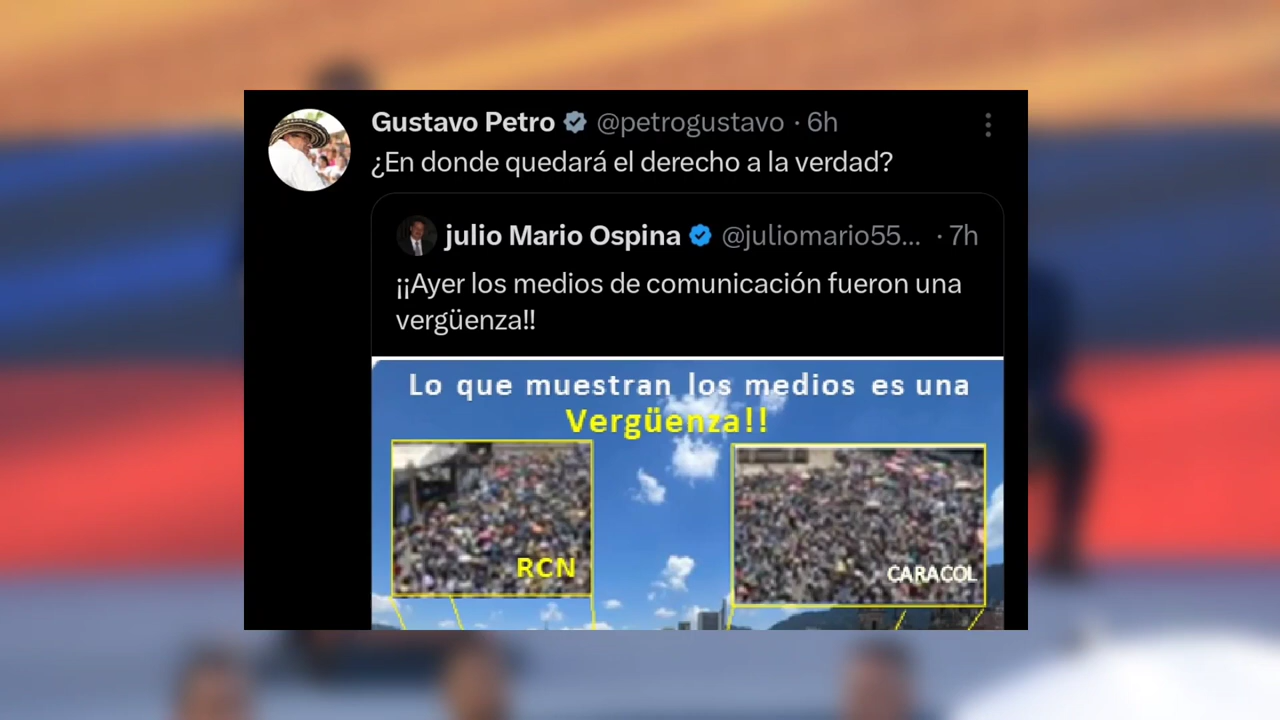 Gustavo Petro @petrogustavo · 6h
¿En donde quedará el derecho a la verdad?
julio Mario Ospina @juliomario55... · 7h
¡¡Ayer los medios de comunicación fueron una
vergüenza!!
Lo que muestran los medios es una
Vergüenza!!
RCN
CARACOL